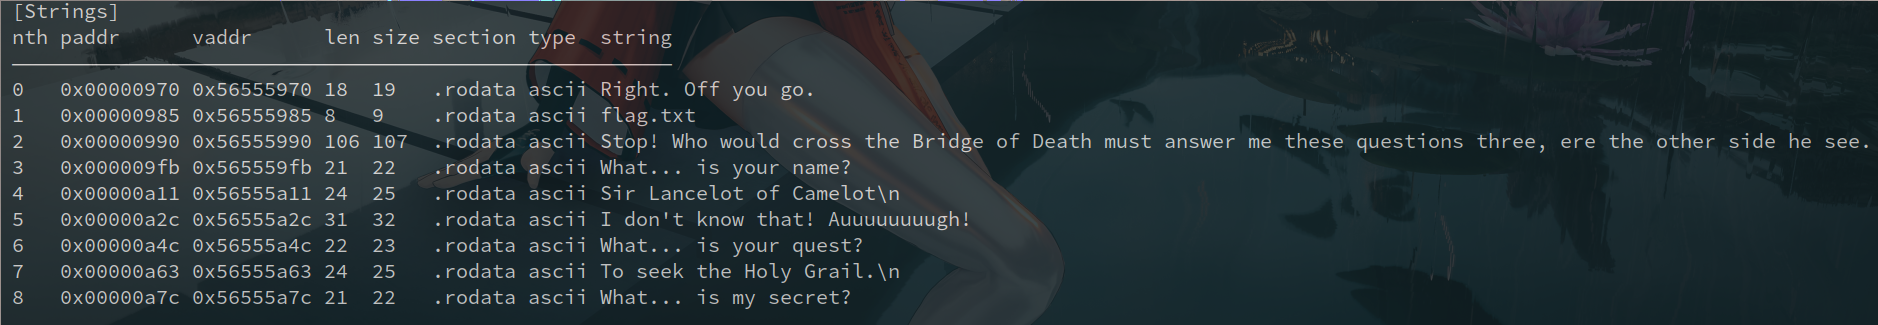 [Strings]
nth paddr      vaddr      len size section type  string
0   0x00000970 0x56555970 18  19   .rodata ascii Right. Off you go.
1   0x00000985 0x56555985 8   9    .rodata ascii flag.txt
2   0x00000990 0x56555990 106 107  .rodata ascii Stop! Who would cross the Bridge of Death must answer me these questions three, ere the other side he see.
3   0x000009fb 0x565559fb 21  22   .rodata ascii What... is your name?
4   0x00000a11 0x56555a11 24  25   .rodata ascii Sir Lancelot of Camelot\n
5   0x00000a2c 0x56555a2c 31  32   .rodata ascii I don't know that! Auuuuuuuugh!
6   0x00000a4c 0x56555a4c 22  23   .rodata ascii What... is your quest?
7   0x00000a63 0x56555a63 24  25   .rodata ascii To seek the Holy Grail.\n
8   0x00000a7c 0x56555a7c 21  22   .rodata ascii What... is my secret?